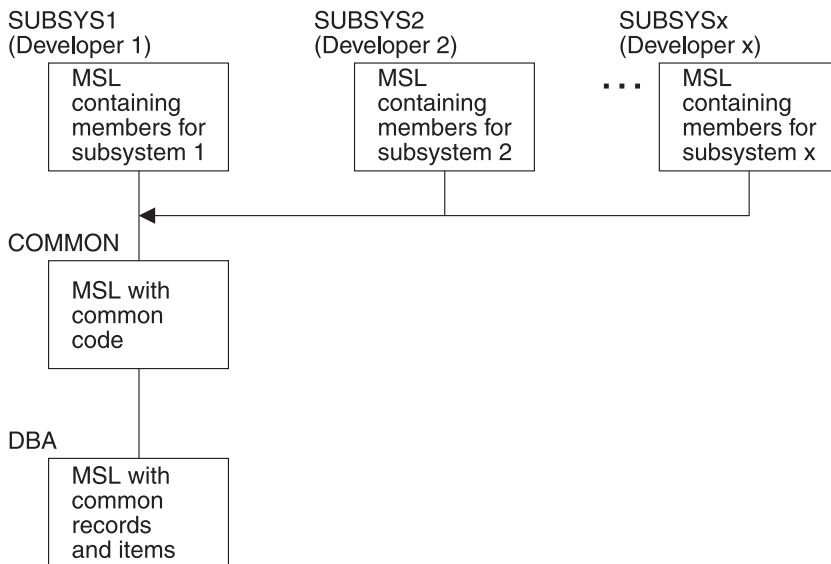 SUBSYS1
(Developer 1)
MSL
containing
members for
subsystem 1
SUBSYS2
(Developer 2)
MSL
containing
members for
subsystem 2
...
SUBSYSx
(Developer x)
MSL
containing
members for
subsystem x
COMMON
MSL with
common
code
DBA
MSL with
common
records
and items